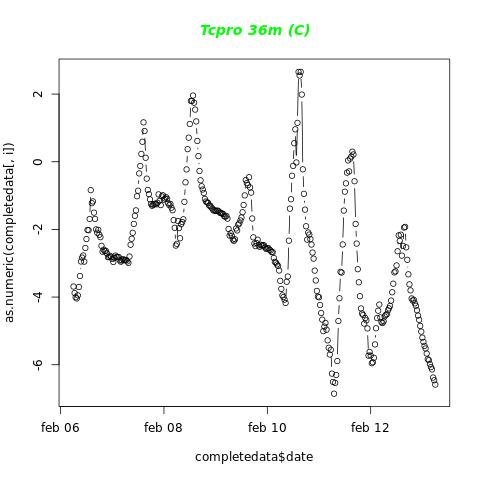 Tcpro 36m (C)
as.numeric(completedata[, i])
2
0
-2
-4
-6
feb 06 feb 08 feb 10 feb 12
completedata$date